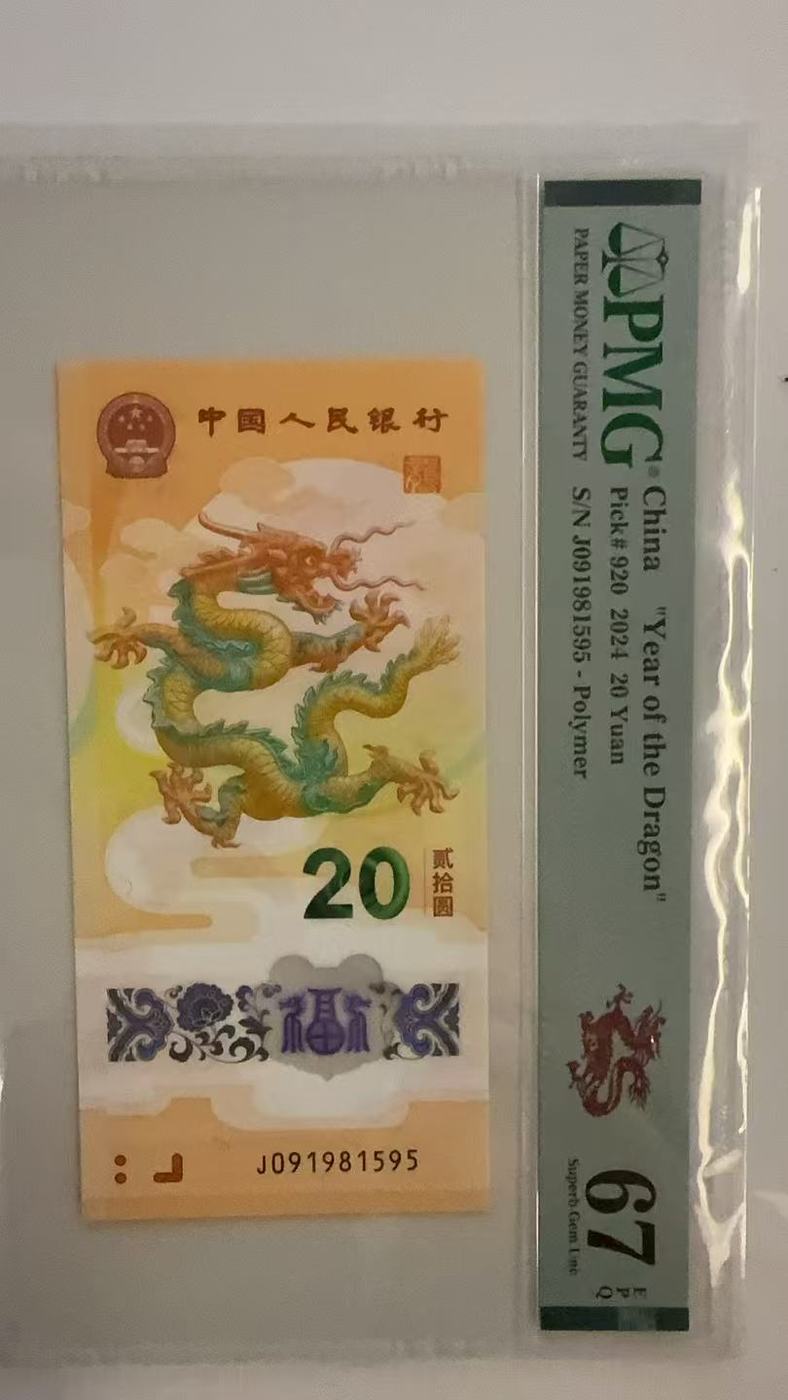 中国人民银行
20
贰拾圆
福
J091981595
PMG®
PAPER MONEY GUARANTY
China "Year of the Dragon"
Pick# 920 2024 20 Yuan
S/N J091981595 - Polymer
67
EPQ
Superb Gem Unc